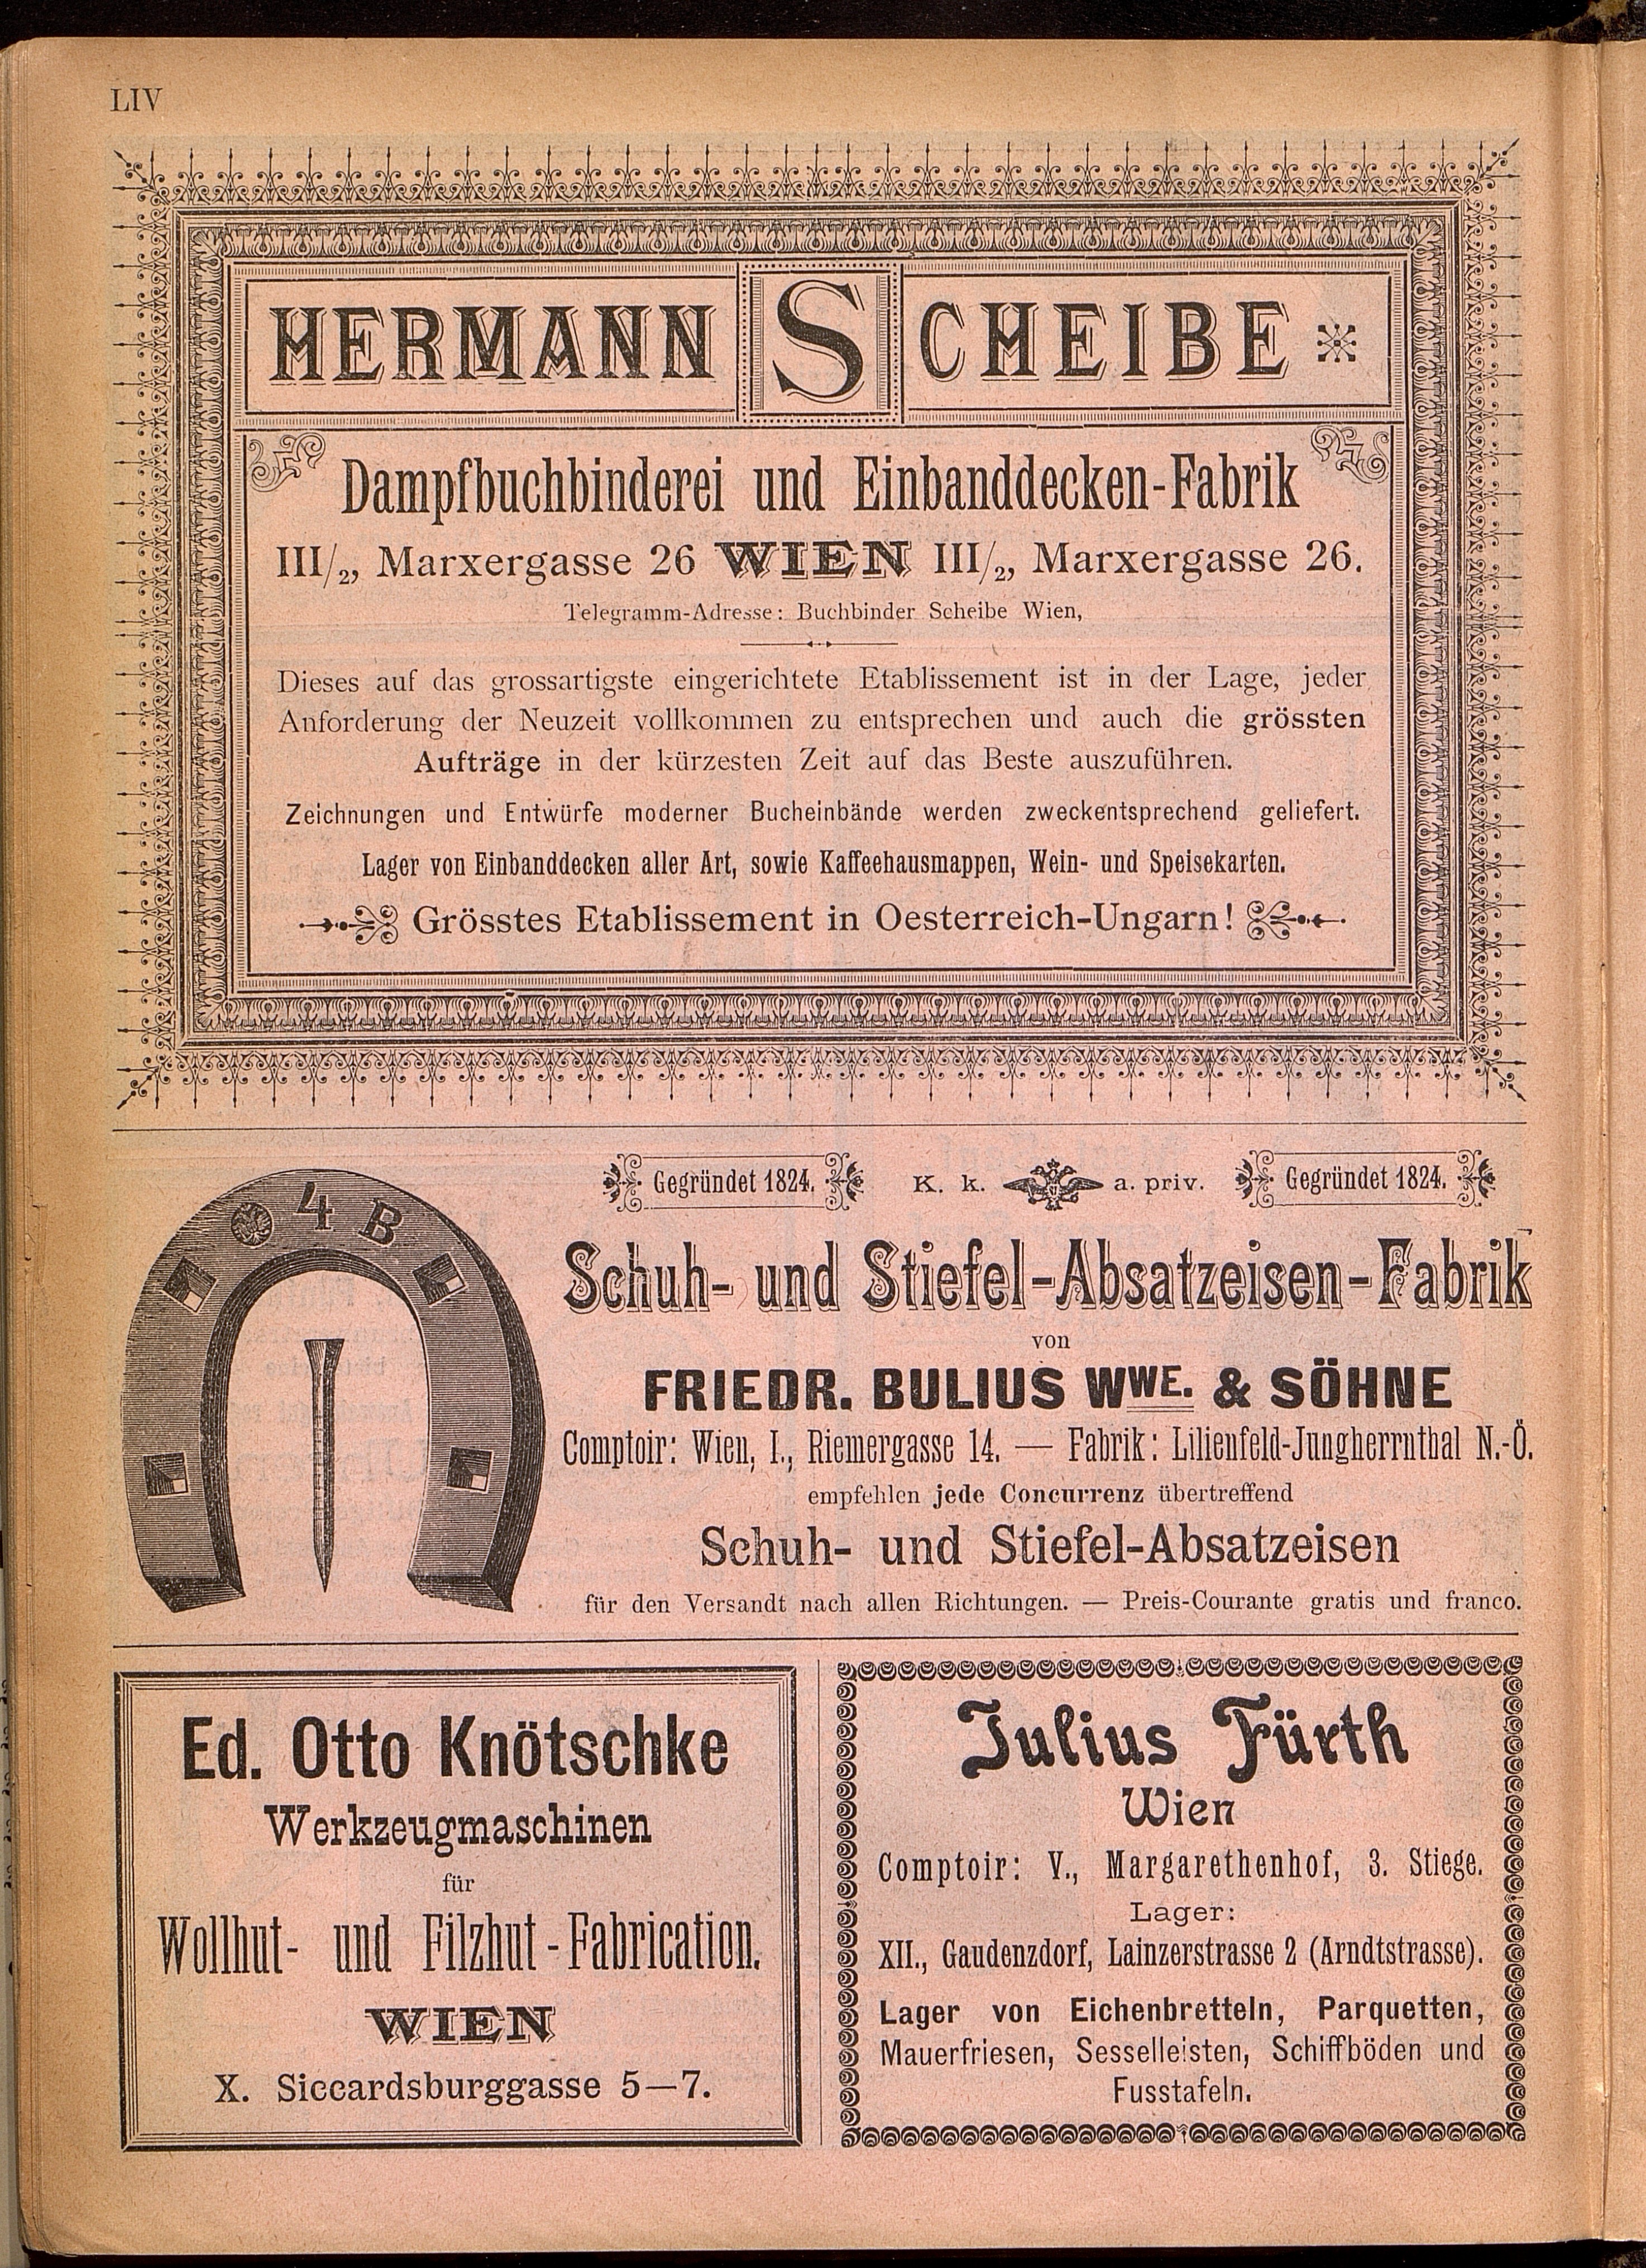 LIV
HERMANN SCHEIBE
Dampfbuchbinderei und Einbanddecken-Fabrik
III/2, Marxergasse 26 WIEN III/2, Marxergasse 26.
Telegramm-Adresse: Buchbinder Scheibe Wien,
Dieses auf das grossartigste eingerichtete Etablissement ist in der Lage, jeder
Anforderung der Neuzeit vollkommen zu entsprechen und auch die grössten
Aufträge in der kürzesten Zeit auf das Beste auszuführen.
Zeichnungen und Entwürfe moderner Bucheinbände werden zweckentsprechend geliefert.
Lager von Einbanddecken aller Art, sowie Kaffeehausmappen, Wein- und Speisekarten.
Grösstes Etablissement in Oesterreich-Ungarn!
4 B
Gegründet 1824. K. k. a. priv. Gegründet 1824.
Schuh- und Stiefel-Absatzeisen-Fabrik
von
FRIEDR. BULIUS WWE. & SÖHNE
Comptoir: Wien, I., Riemergasse 14. — Fabrik: Lilienfeld-Jungherrnthal N.-Ö.
empfehlen jede Concurrenz übertreffend
Schuh- und Stiefel-Absatzeisen
für den Versandt nach allen Richtungen. — Preis-Courante gratis und franco.
Ed. Otto Knötschke
Werkzeugmaschinen
für
Wollhut- und Filzhut-Fabrication.
WIEN
X. Siccardsburggasse 5—7.
Julius Fürth
Wien
Comptoir: V., Margarethenhof, 3. Stiege.
Lager:
XII., Gaudenzdorf, Lainzerstrasse 2 (Arndtstrasse).
Lager von Eichenbretteln, Parquetten,
Mauerfriesen, Sesselleisten, Schiffböden und
Fusstafeln.